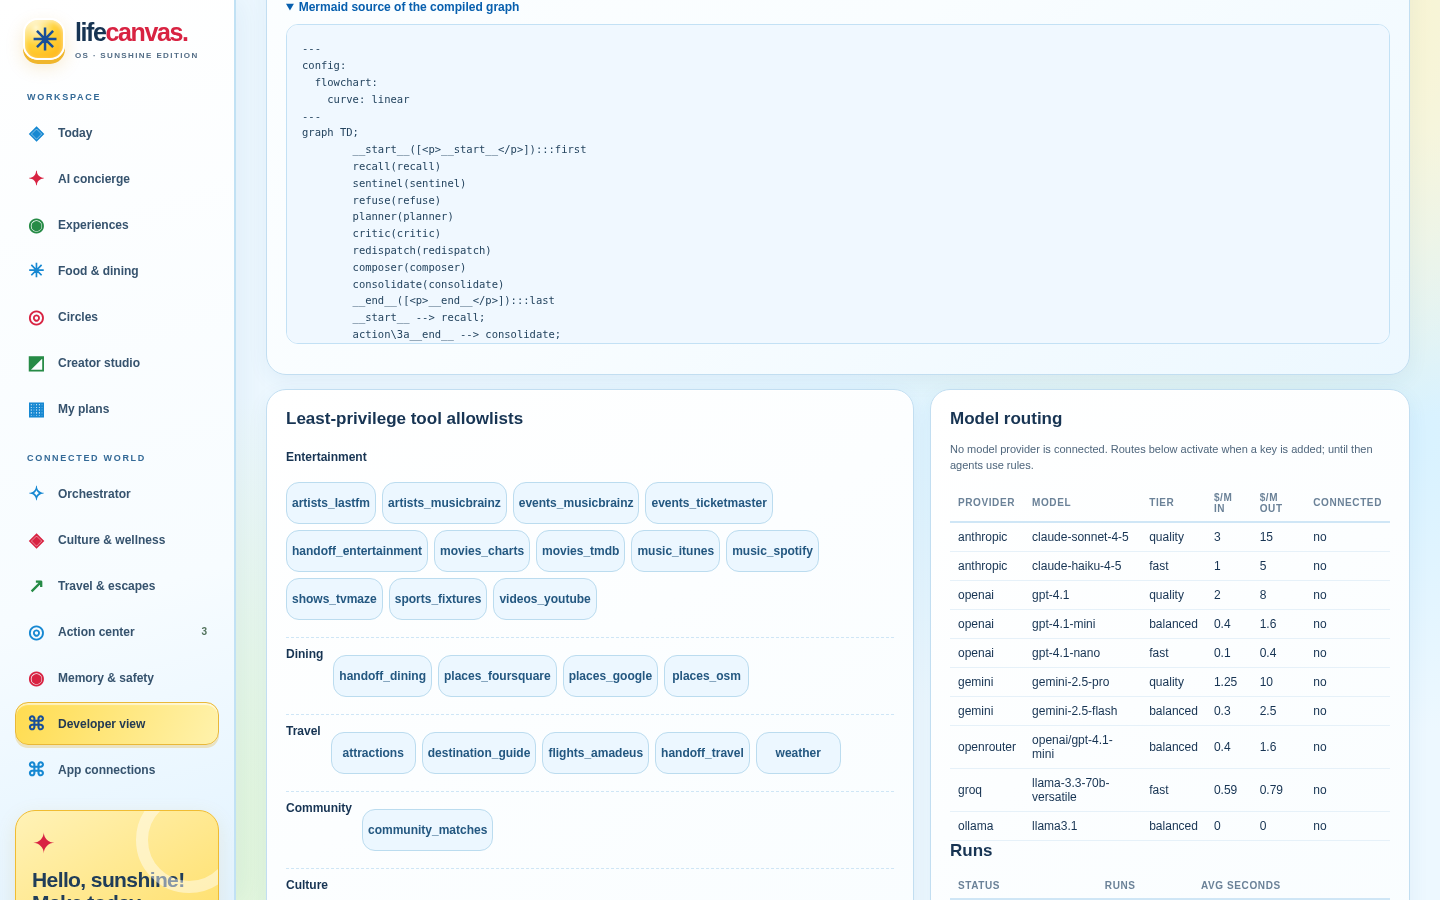 lifecanvas.
OS · SUNSHINE EDITION
WORKSPACE
Today
AI concierge
Experiences
Food & dining
Circles
Creator studio
My plans
CONNECTED WORLD
Orchestrator
Culture & wellness
Travel & escapes
Action center 3
Memory & safety
Developer view
App connections
Hello, sunshine!
▼ Mermaid source of the compiled graph
---
config:
  flowchart:
    curve: linear
---
graph TD;
        __start__([<p>__start__</p>]):::first
        recall(recall)
        sentinel(sentinel)
        refuse(refuse)
        planner(planner)
        critic(critic)
        redispatch(redispatch)
        composer(composer)
        consolidate(consolidate)
        __end__([<p>__end__</p>]):::last
        __start__ --> recall;
        action\3a__end__ --> consolidate;
Least-privilege tool allowlists
Entertainment
artists_lastfm artists_musicbrainz events_musicbrainz events_ticketmaster
handoff_entertainment movies_charts movies_tmdb music_itunes music_spotify
shows_tvmaze sports_fixtures videos_youtube
Dining
handoff_dining places_foursquare places_google places_osm
Travel
attractions destination_guide flights_amadeus handoff_travel weather
Community
community_matches
Culture
Model routing
No model provider is connected. Routes below activate when a key is added; until then
agents use rules.
PROVIDER MODEL TIER $/M IN $/M OUT CONNECTED
anthropic claude-sonnet-4-5 quality 3 15 no
anthropic claude-haiku-4-5 fast 1 5 no
openai gpt-4.1 quality 2 8 no
openai gpt-4.1-mini balanced 0.4 1.6 no
openai gpt-4.1-nano fast 0.1 0.4 no
gemini gemini-2.5-pro quality 1.25 10 no
gemini gemini-2.5-flash balanced 0.3 2.5 no
openrouter openai/gpt-4.1-mini balanced 0.4 1.6 no
groq llama-3.3-70b-versatile fast 0.59 0.79 no
ollama llama3.1 balanced 0 0 no
Runs
STATUS RUNS AVG SECONDS